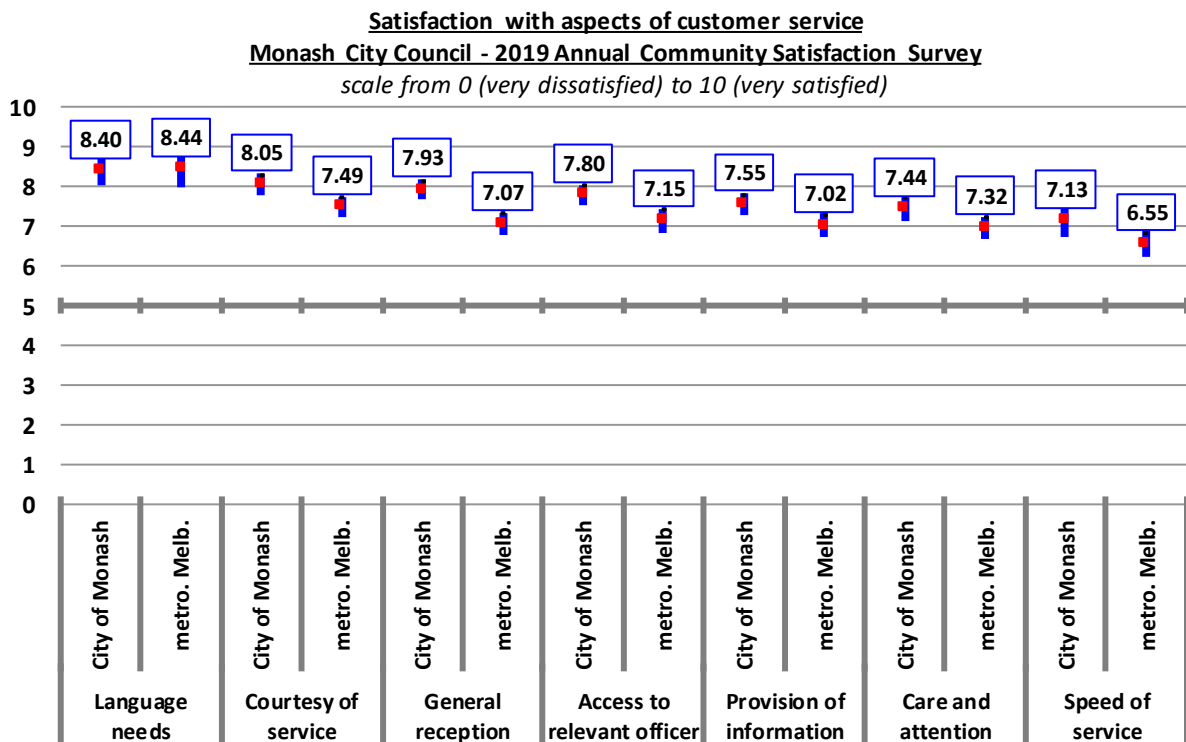 Satisfaction with aspects of customer service
Monash City Council - 2019 Annual Community Satisfaction Survey
scale from 0 (very dissatisfied) to 10 (very satisfied)
10
9
8
7
6
5
4
3
2
1
0
8.40
8.44
8.05
7.49
7.93
7.07
7.80
7.15
7.55
7.02
7.44
7.32
7.13
6.55
City of Monash
metro. Melb.
City of Monash
metro. Melb.
City of Monash
metro. Melb.
City of Monash
metro. Melb.
City of Monash
metro. Melb.
City of Monash
metro. Melb.
City of Monash
metro. Melb.
Language
needs
Courtesy of
service
General
reception
Access to
relevant officer
Provision of
information
Care and
attention
Speed of
service